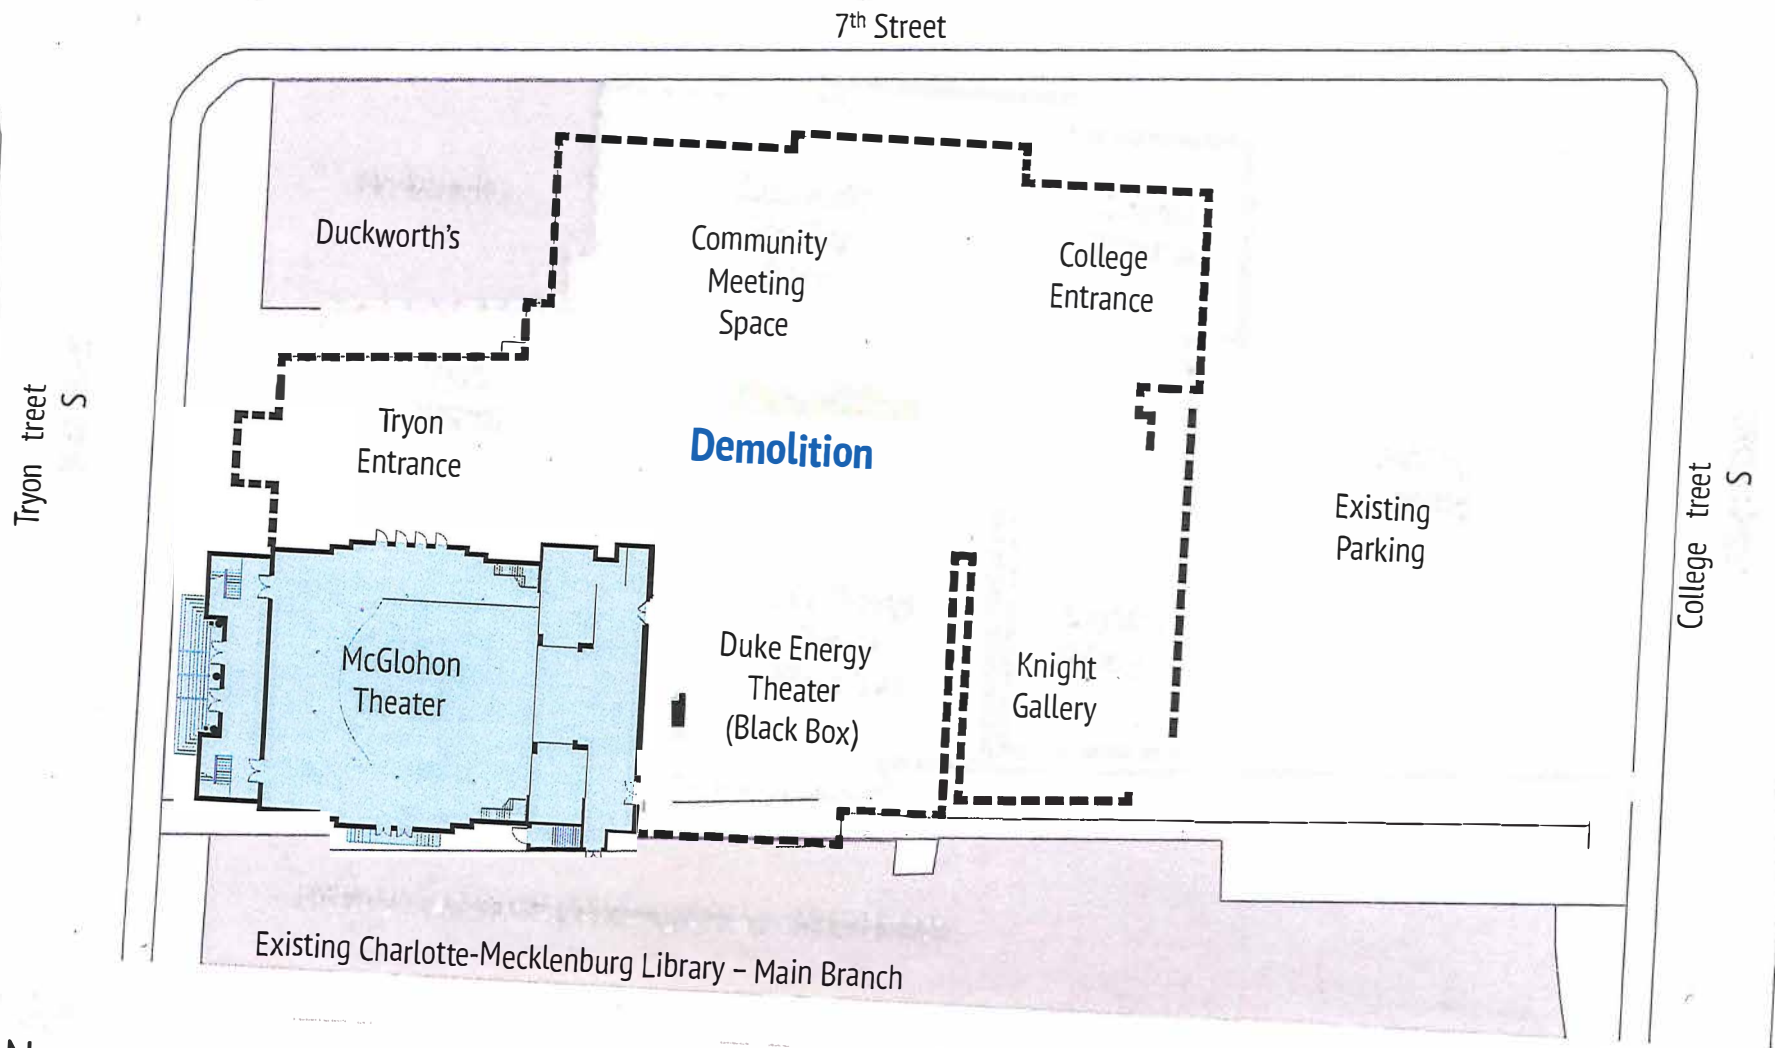 7th Street
Duckworth's
Community
Meeting
Space
College
Entrance
Tryon
Entrance
Demolition
Tryon treet
S
Existing
Parking
College treet
S
McGlohon
Theater
Duke Energy
Theater
(Black Box)
Knight
Gallery
Existing Charlotte-Mecklenburg Library – Main Branch